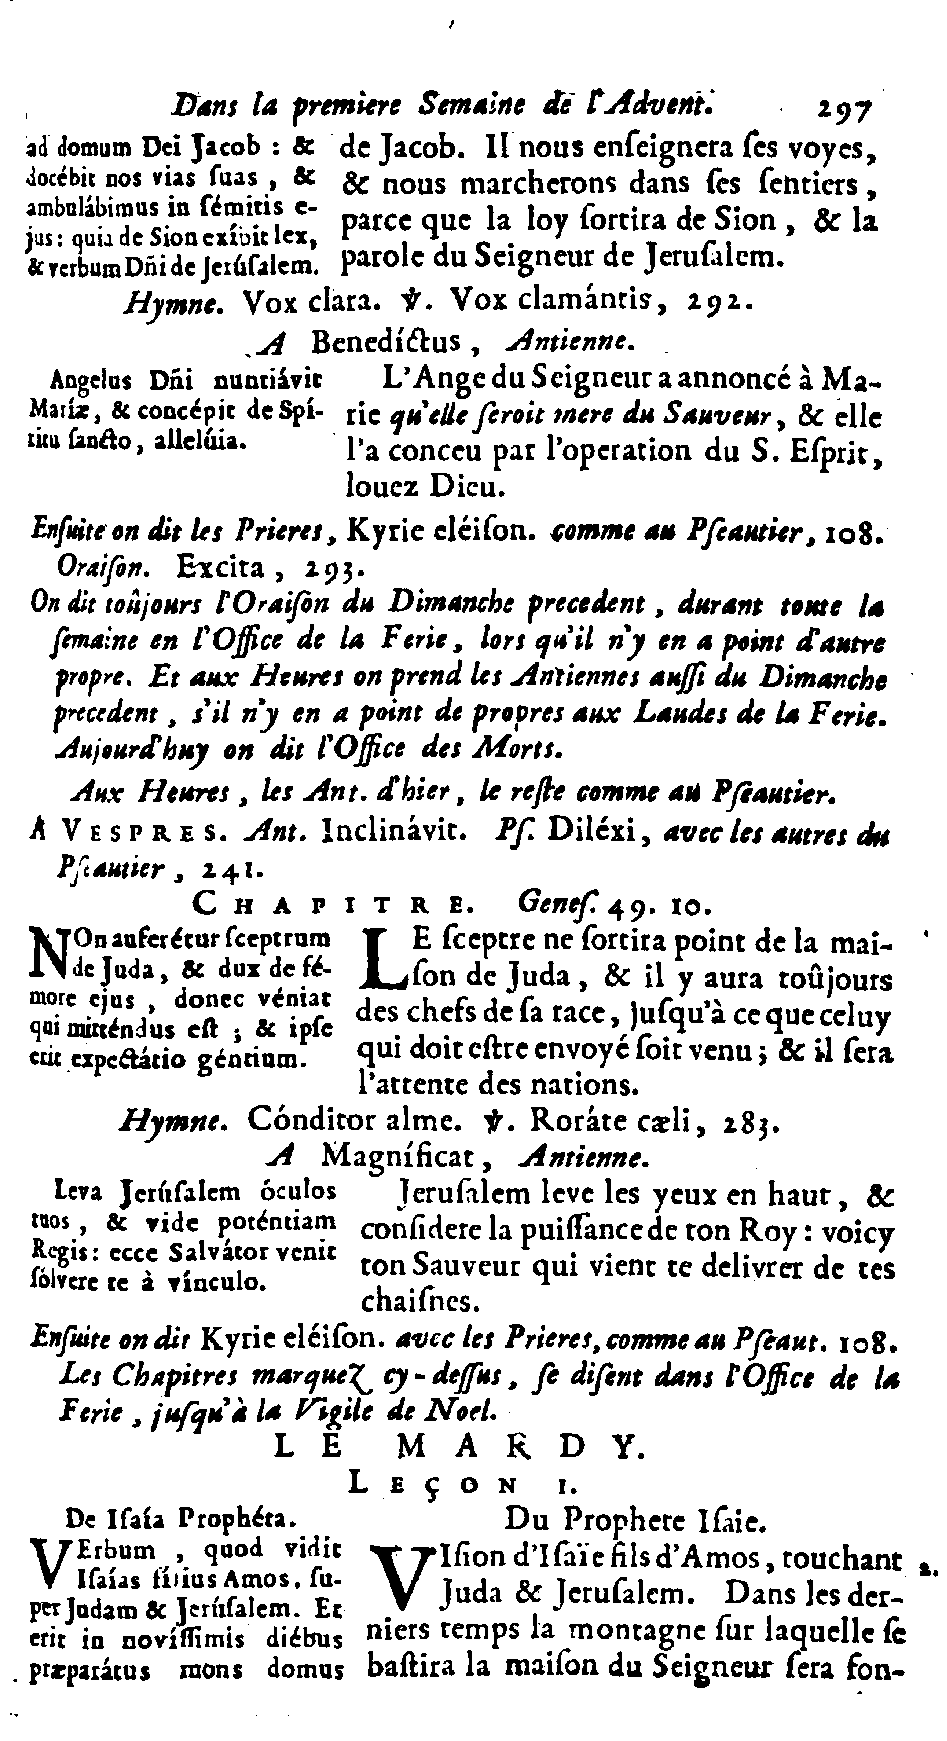 Dans la premiere Semaine de l'Advent. 297
ad domum Dei Jacob : &
docébit nos vias ſuas , &
ambulábimus in ſémitis e-
jus : quia de Sion exíbit lex,
& verbum Dñi de Jerúſalem.
de Jacob. Il nous enſeignera ſes voyes,
& nous marcherons dans ſes ſentiers ,
parce que la loy ſortira de Sion , & la
parole du Seigneur de Jeruſalem.
Hymne. Vox clara. ℣. Vox clamántis, 292.
A Benedíctus , Antienne.
Angelus Dñi nuntiávit
Maríæ, & concépit de Spí-
ritu ſancto, allelúia.
L'Ange du Seigneur a annoncé à Ma-
rie qu'elle ſeroit mere du Sauveur, & elle
l'a conceu par l'operation du S. Eſprit,
louez Dieu.
Enſuite on dit les Prieres, Kyrie eléiſon. comme au Pſeautier, 108.
Oraiſon. Excita , 293.
On dit toûjours l'Oraiſon du Dimanche precedent , durant toute la
ſemaine en l'Office de la Ferie, lors qu'il n'y en a point d'autre
propre. Et aux Heures on prend les Antiennes auſſi du Dimanche
precedent , s'il n'y en a point de propres aux Laudes de la Ferie.
Aujourd'huy on dit l'Office des Morts.
Aux Heures , les Ant. d'hier, le reſte comme au Pſeautier.
A VESPRES. Ant. Inclinávit. Pſ. Diléxi, avec les autres du
Pſeautier , 241.
CHAPITRE. Geneſ. 49. 10.
NOn auferétur ſceptrum
de Juda, & dux de fé-
more ejus , donec véniat
qui mitténdus eſt ; & ipſe
erit expectátio géntium.
LE ſceptre ne ſortira point de la mai-
ſon de Juda , & il y aura toûjours
des chefs de ſa race, juſqu'à ce que celuy
qui doit eſtre envoyé ſoit venu ; & il ſera
l'attente des nations.
Hymne. Cónditor alme. ℣. Roráte cæli, 283.
A Magníficat, Antienne.
Leva Jerúſalem óculos
tuos , & vide poténtiam
Regis : ecce Salvátor venit
ſólvere te à vínculo.
Jeruſalem leve les yeux en haut, &
conſidere la puiſſance de ton Roy : voicy
ton Sauveur qui vient te delivrer de tes
chaiſnes.
Enſuite on dit Kyrie eléiſon. avec les Prieres, comme au Pſeaut. 108.
Les Chapitres marquez cy-deſſus, ſe diſent dans l'Office de la
Ferie , juſqu'à la Vigile de Noel.
LE MARDY.
LEÇON I.
De Iſaía Prophéta.
VErbum , quod vidit
Iſaías fílius Amos, ſu-
per Judam & Jerúſalem. Et
erit in novíſſimis diébus
præparátus mons domus
Du Prophete Iſaie.
VIſion d'Iſaïe fils d'Amos, touchant 2.
Juda & Jeruſalem. Dans les der-
niers temps la montagne ſur laquelle ſe
baſtira la maiſon du Seigneur ſera fon-